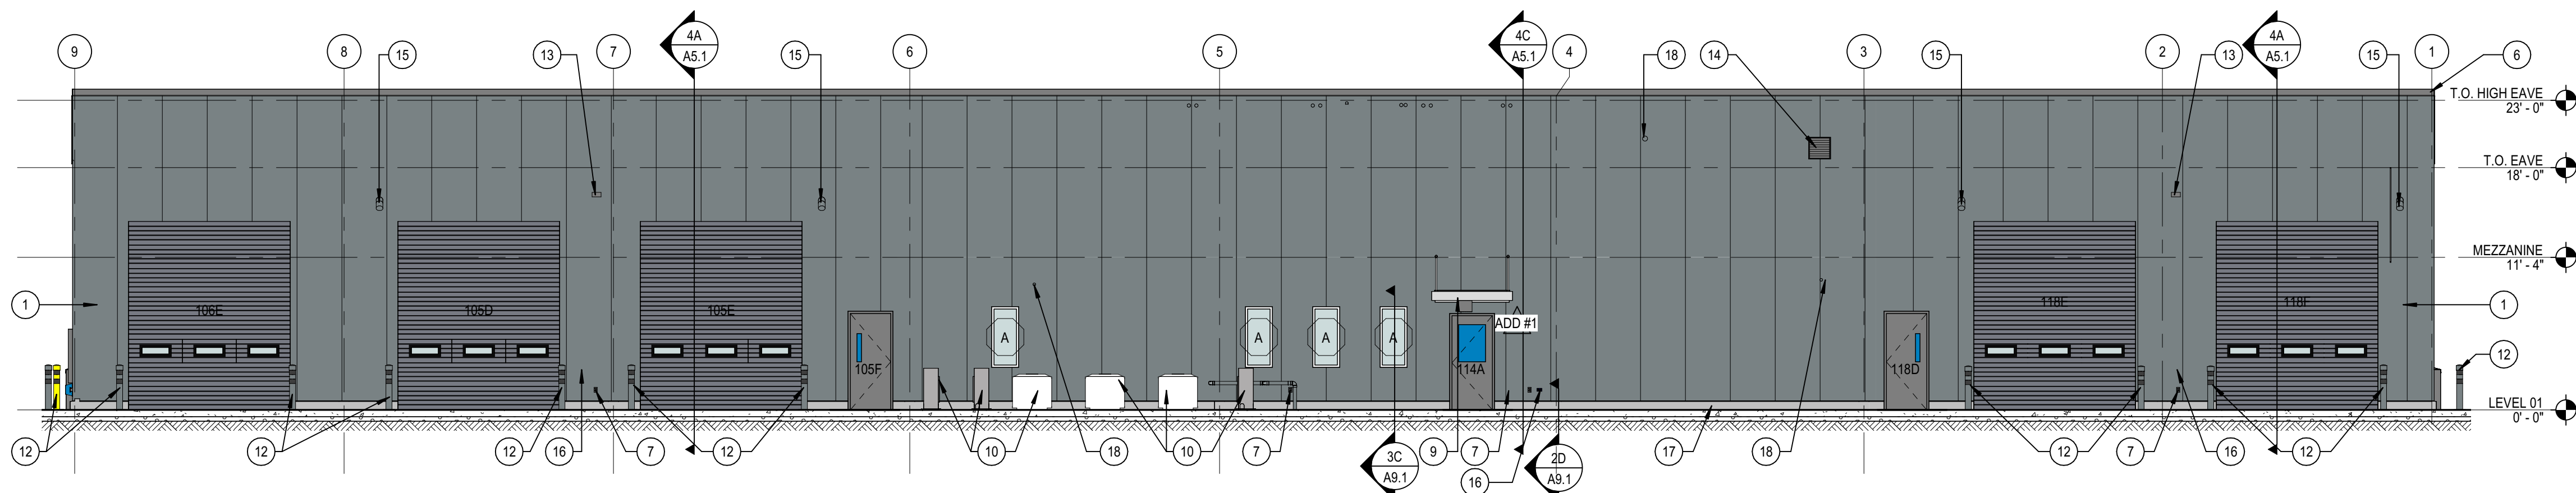 9
8
15
13
7
4A
A5.1
15
6
5
4C
A5.1
4
18
14
3
15
2
13
4A
A5.1
15
1
6
T.O. HIGH EAVE
23' - 0"
T.O. EAVE
18' - 0"
MEZZANINE
11' - 4"
1
106E
105D
105E
105F
A
A
A
A
ADD #1
114A
118D
118E
118F
1
12
LEVEL 01
0' - 0"
12
12
12
16
7
12
10
18
10
7
3C
A9.1
9
7
16
2D
A9.1
17
18
12
7
16
12